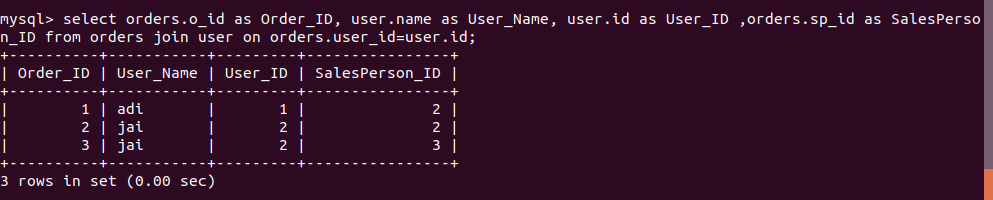 mysql> select orders.o_id as Order_ID, user.name as User_Name, user.id as User_ID ,orders.sp_id as SalesPerso
n_ID from orders join user on orders.user_id=user.id;
+----------+-----------+---------+----------------+
| Order_ID | User_Name | User_ID | SalesPerson_ID |
+----------+-----------+---------+----------------+
|        1 | adi       |       1 |              2 |
|        2 | jai       |       2 |              2 |
|        3 | jai       |       2 |              3 |
+----------+-----------+---------+----------------+
3 rows in set (0.00 sec)